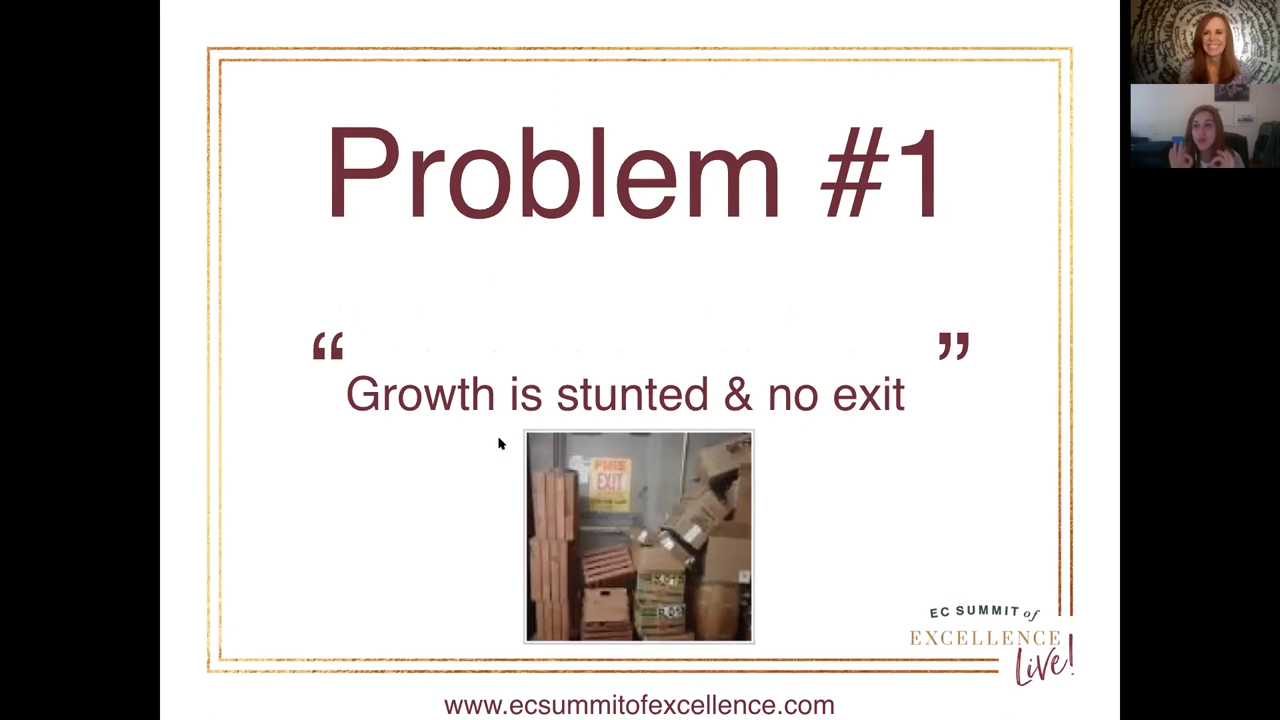 Problem #1
“ ”
Growth is stunted & no exit
FIRE
EXIT
EC SUMMIT of
EXCELLENCE
Live!
www.ecsummitofexcellence.com